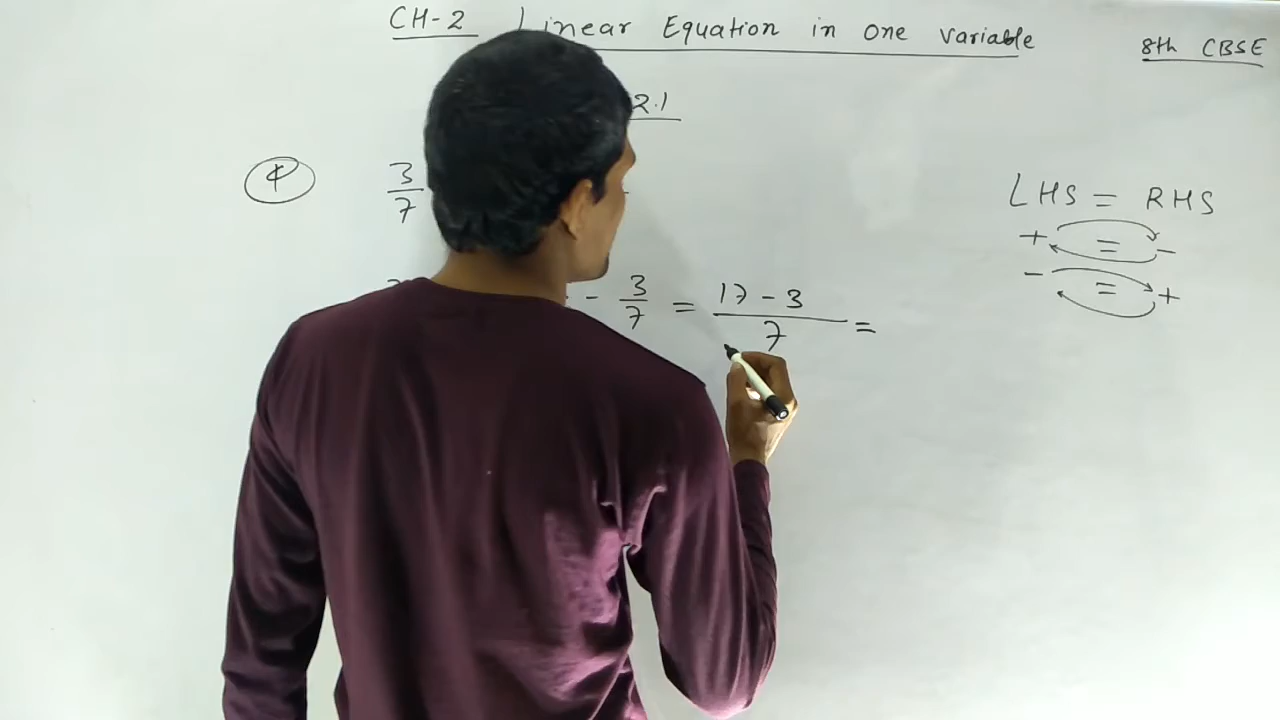 CH-2 Linear Equation in one variable 8th CBSE
2.1
4 3/7
LHS = RHS
+ = -
- = +
- 3/7 = 17 - 3/7 =